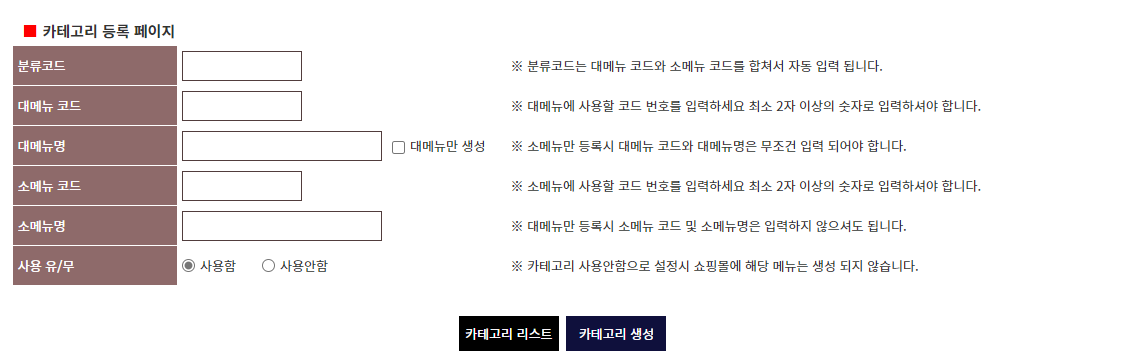 카테고리 등록 페이지
분류코드 ※ 분류코드는 대메뉴 코드와 소메뉴 코드를 합쳐서 자동 입력 됩니다.
대메뉴 코드 ※ 대메뉴에 사용할 코드 번호를 입력하세요 최소 2자 이상의 숫자로 입력하셔야 합니다.
대메뉴명 대메뉴만 생성 ※ 소메뉴만 등록시 대메뉴 코드와 대메뉴명은 무조건 입력 되어야 합니다.
소메뉴 코드 ※ 소메뉴에 사용할 코드 번호를 입력하세요 최소 2자 이상의 숫자로 입력하셔야 합니다.
소메뉴명 ※ 대메뉴만 등록시 소메뉴 코드 및 소메뉴명은 입력하지 않으셔도 됩니다.
사용 유/무 사용함 사용안함 ※ 카테고리 사용안함으로 설정시 쇼핑몰에 해당 메뉴는 생성 되지 않습니다.
카테고리 리스트 카테고리 생성